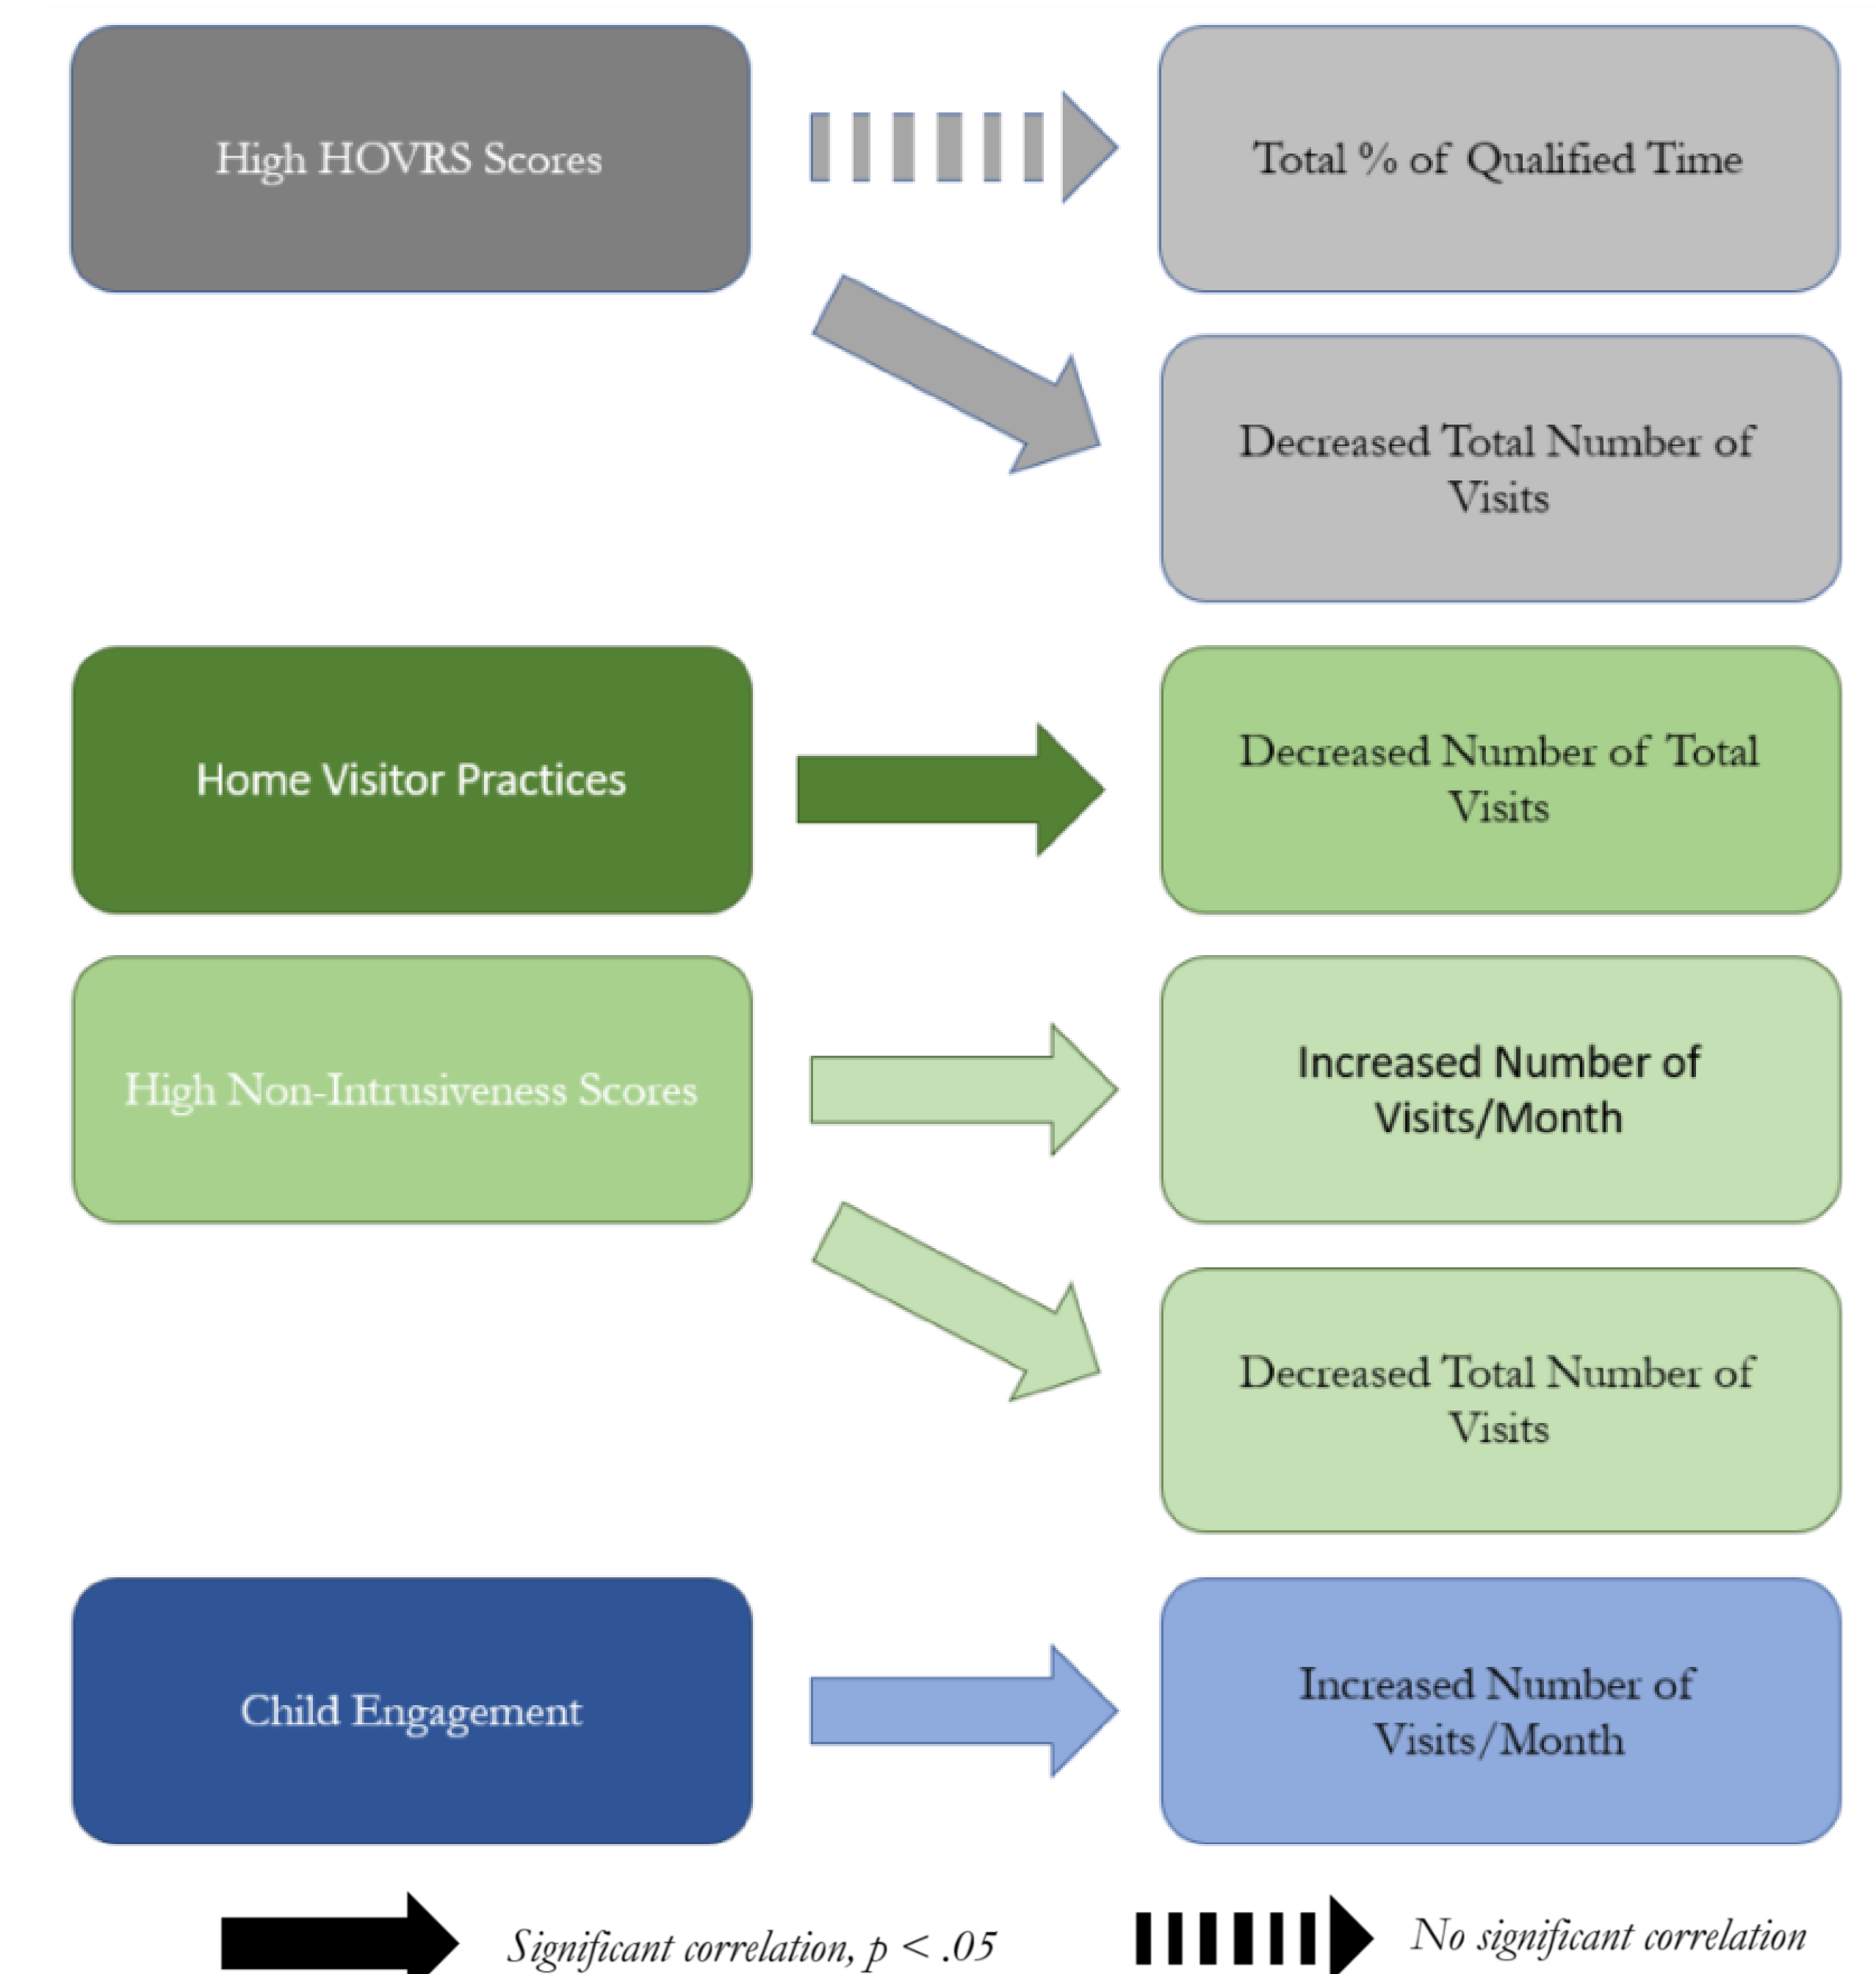 High HOVRS Scores
Total % of Qualified Time
Decreased Total Number of
Visits
Home Visitor Practices
Decreased Number of Total
Visits
High Non-Intrusiveness Scores
Increased Number of
Visits/Month
Decreased Total Number of
Visits
Child Engagement
Increased Number of
Visits/Month
Significant correlation, p < .05
No significant correlation